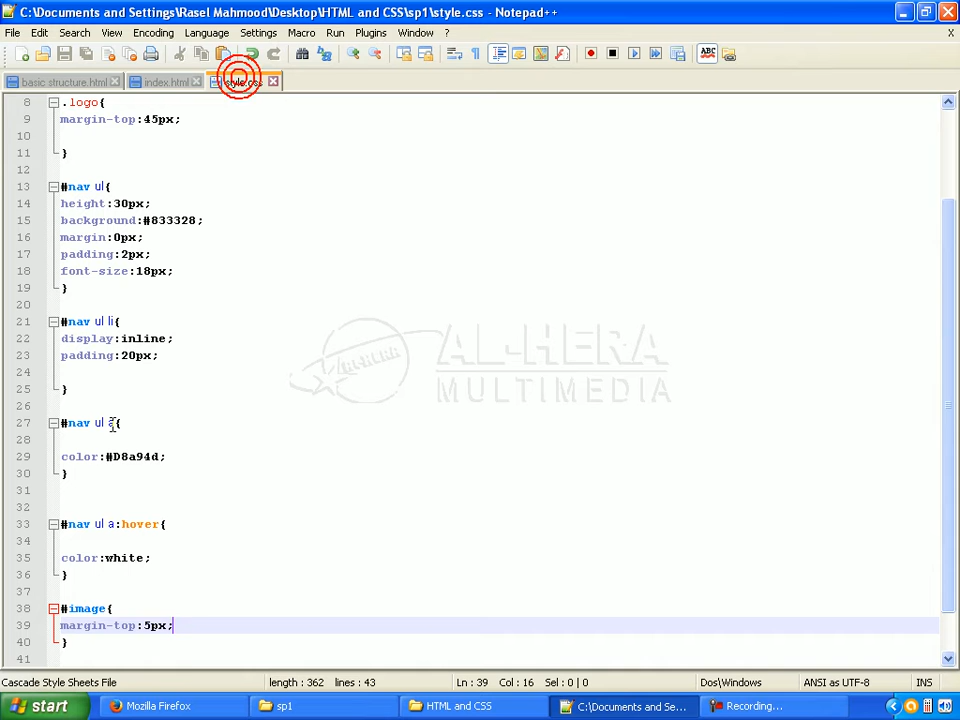 C:\Documents and Settings\Rasel Mahmood\Desktop\HTML and CSS\sp1\style.css - Notepad++
File Edit Search View Encoding Language Settings Macro Run Plugins Window ? X
ABC
basic structure.html index.html style.css
8 .logo{
9 margin-top:45px;
10
11 }
12
13 #nav ul{
14 height:30px;
15 background:#833328;
16 margin:0px;
17 padding:2px;
18 font-size:18px;
19 }
20
21 #nav ul li{
22 display:inline;
23 padding:20px;
24
25 }
26
27 #nav ul a{
28
29 color:#D8a94d;
30 }
31
32
33 #nav ul a:hover{
34
35 color:white;
36 }
37
38 #image{
39 margin-top:5px;
40 }
41
AL-HERA
AL-HERA
MULTIMEDIA
Cascade Style Sheets File length : 362 lines : 43 Ln : 39 Col : 16 Sel : 0 | 0 Dos\Windows ANSI as UTF-8 INS
start Mozilla Firefox sp1 HTML and CSS C:\Documents and Se... Recording...